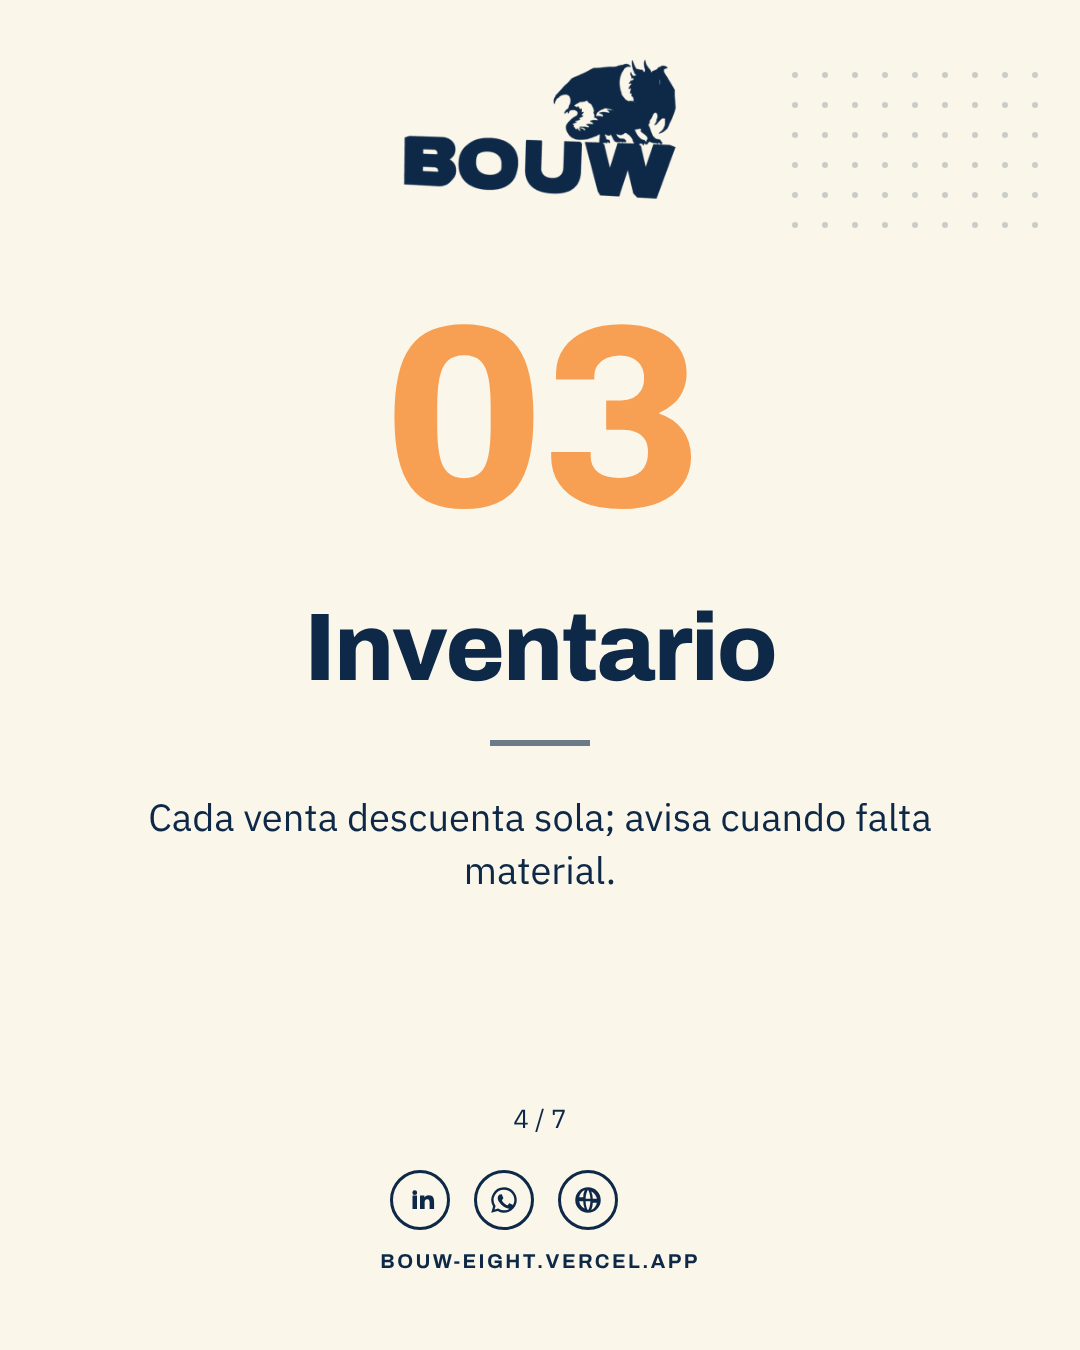 BOUW
03
Inventario
Cada venta descuenta sola; avisa cuando falta
material.
4 / 7
in
BOUW-EIGHT.VERCEL.APP